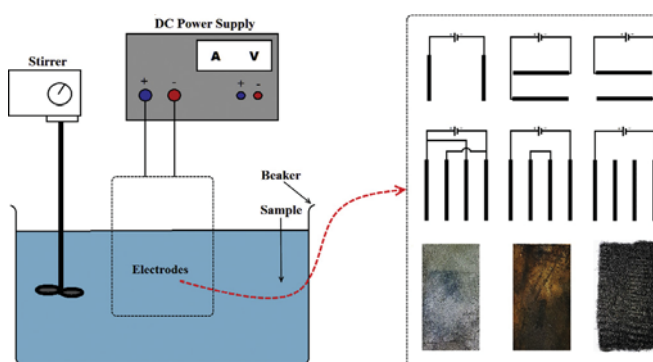 DC Power Supply
Stirrer
A V
+ - + -
Beaker
Sample
Electrodes